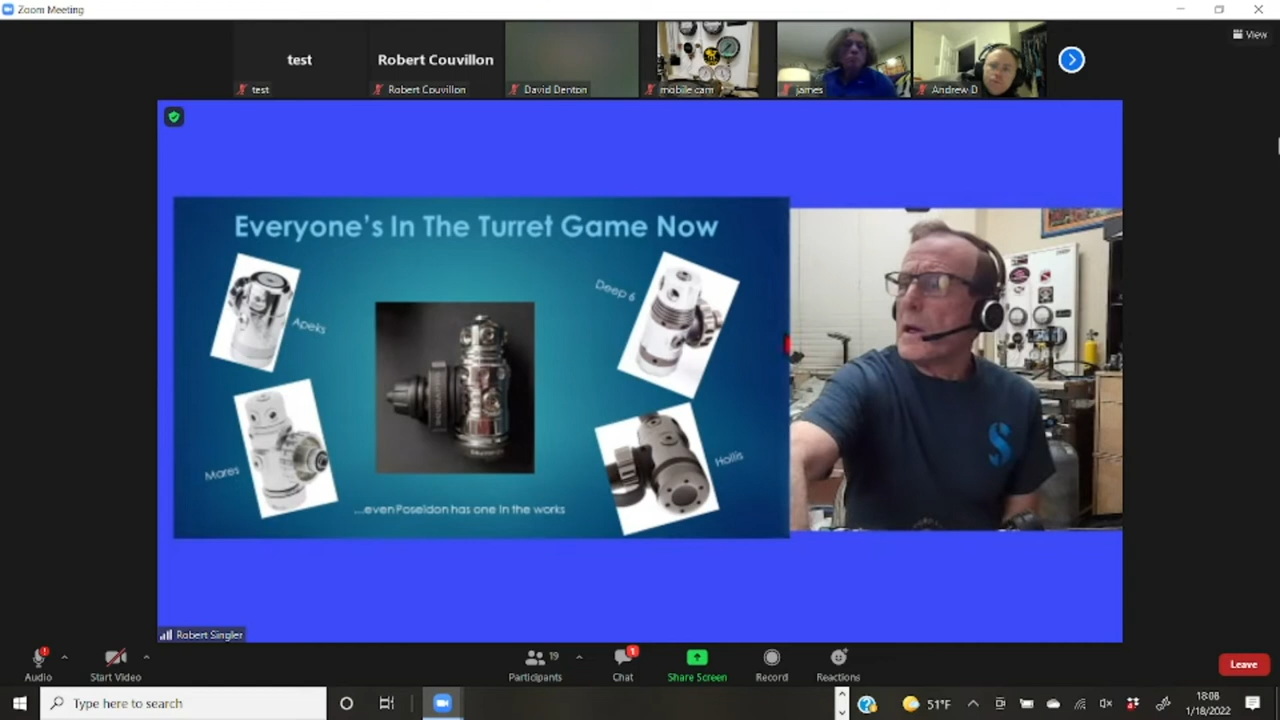 Zoom Meeting
View
test
Robert Couvillon
test
Robert Couvillon
David Denton
mobile cam
james
Andrew D
Everyone's In The Turret Game Now
Apeks
Deep 6
Mares
Hollis
...even Poseidon has one In the works
S
Robert Singler
19
1
Audio
Start Video
Participants
Chat
Share Screen
Record
Reactions
Leave
Type here to search
51°F
18:08
1/18/2022